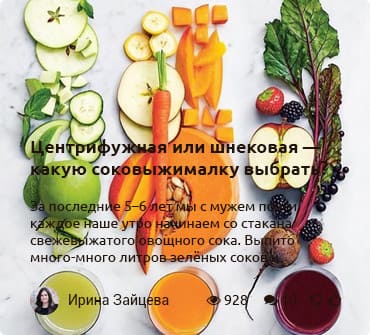 Центрифужная или шнековая —
какую соковыжималку выбрать
За последние 5–6 лет мы с мужем
каждое наше утро начинаем со стакана
свежевыжатого овощного сока. Выпито
много-много литров зелёных соков
Ирина Зайцева 928